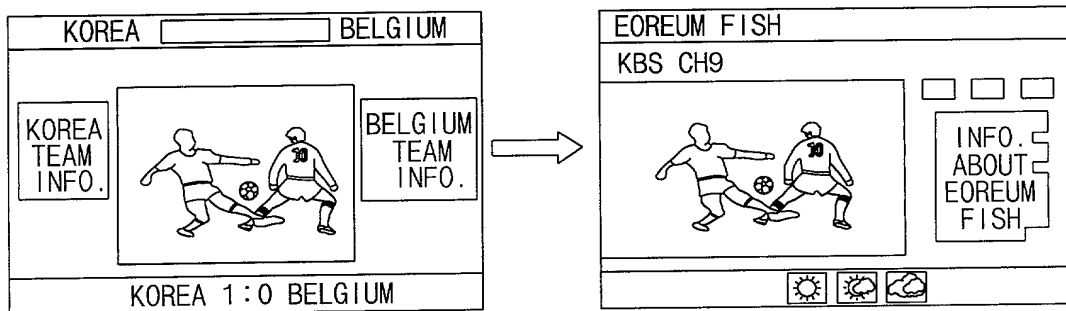 KOREA BELGIUM
KOREA
TEAM
INFO.
10
BELGIUM
TEAM
INFO.
KOREA 1:0 BELGIUM
EOREUM FISH
KBS CH9
10
INFO.
ABOUT
EOREUM
FISH